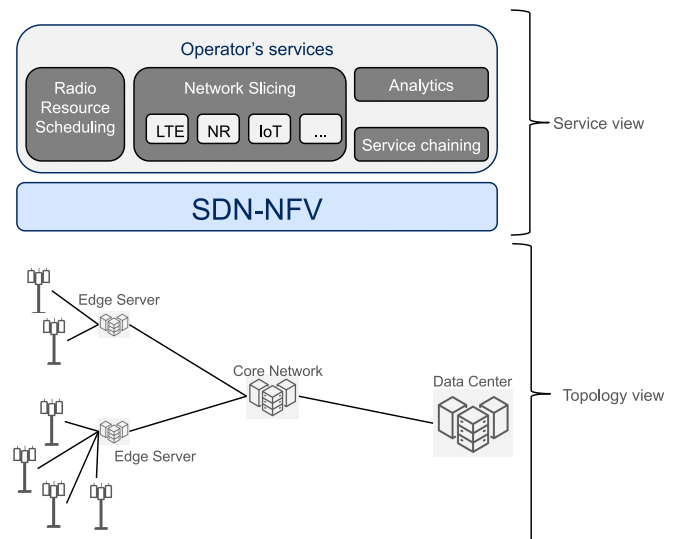 Operator's services
Radio
Resource
Scheduling
Network Slicing
LTE
NR
IoT
...
Analytics
Service chaining
Service view
SDN-NFV
Edge Server
Core Network
Data Center
Topology view
Edge Server